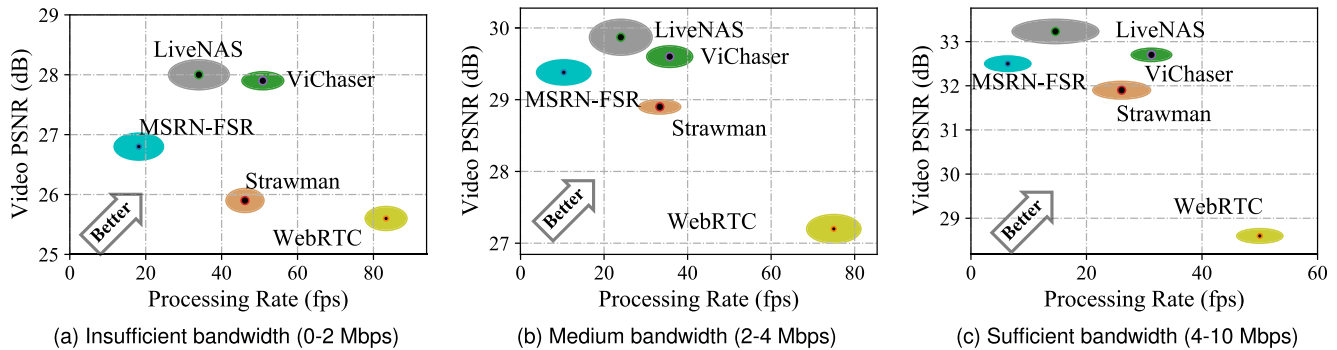 Video PSNR (dB)
29
28
27
26
25
LiveNAS
ViChaser
MSRN-FSR
Strawman
WebRTC
Better
0 20 40 60 80
Processing Rate (fps)
(a) Insufficient bandwidth (0-2 Mbps)
Video PSNR (dB)
30
29
28
27
LiveNAS
ViChaser
MSRN-FSR
Strawman
WebRTC
Better
0 20 40 60 80
Processing Rate (fps)
(b) Medium bandwidth (2-4 Mbps)
Video PSNR (dB)
33
32
31
30
29
28
LiveNAS
ViChaser
MSRN-FSR
Strawman
WebRTC
Better
0 20 40 60
Processing Rate (fps)
(c) Sufficient bandwidth (4-10 Mbps)